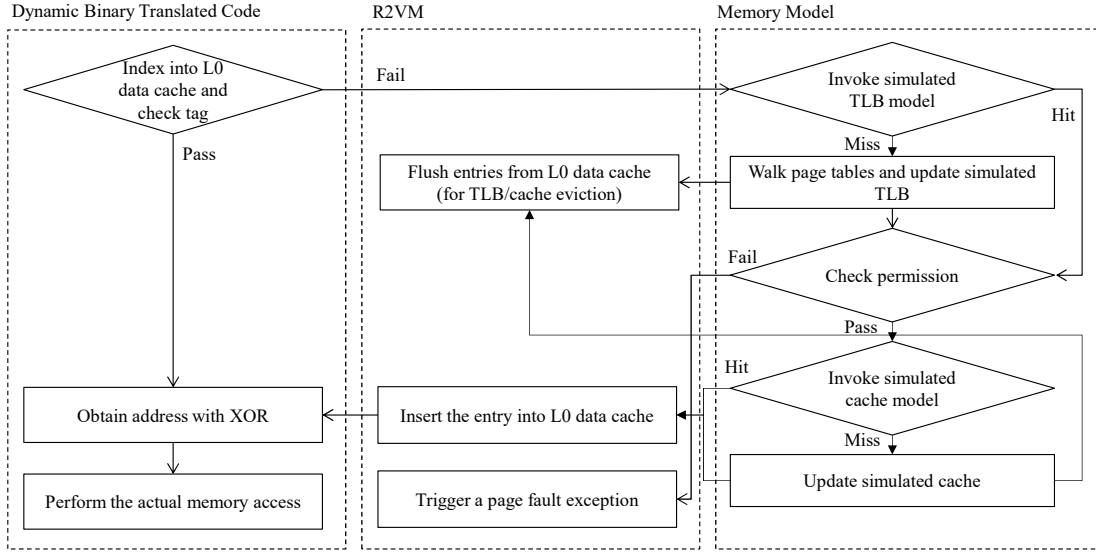 Dynamic Binary Translated Code
R2VM
Memory Model
Index into L0
data cache and
check tag
Fail
Pass
Invoke simulated
TLB model
Hit
Miss
Flush entries from L0 data cache
(for TLB/cache eviction)
Walk page tables and update simulated
TLB
Fail
Check permission
Pass
Hit
Invoke simulated
cache model
Miss
Obtain address with XOR
Insert the entry into L0 data cache
Update simulated cache
Perform the actual memory access
Trigger a page fault exception